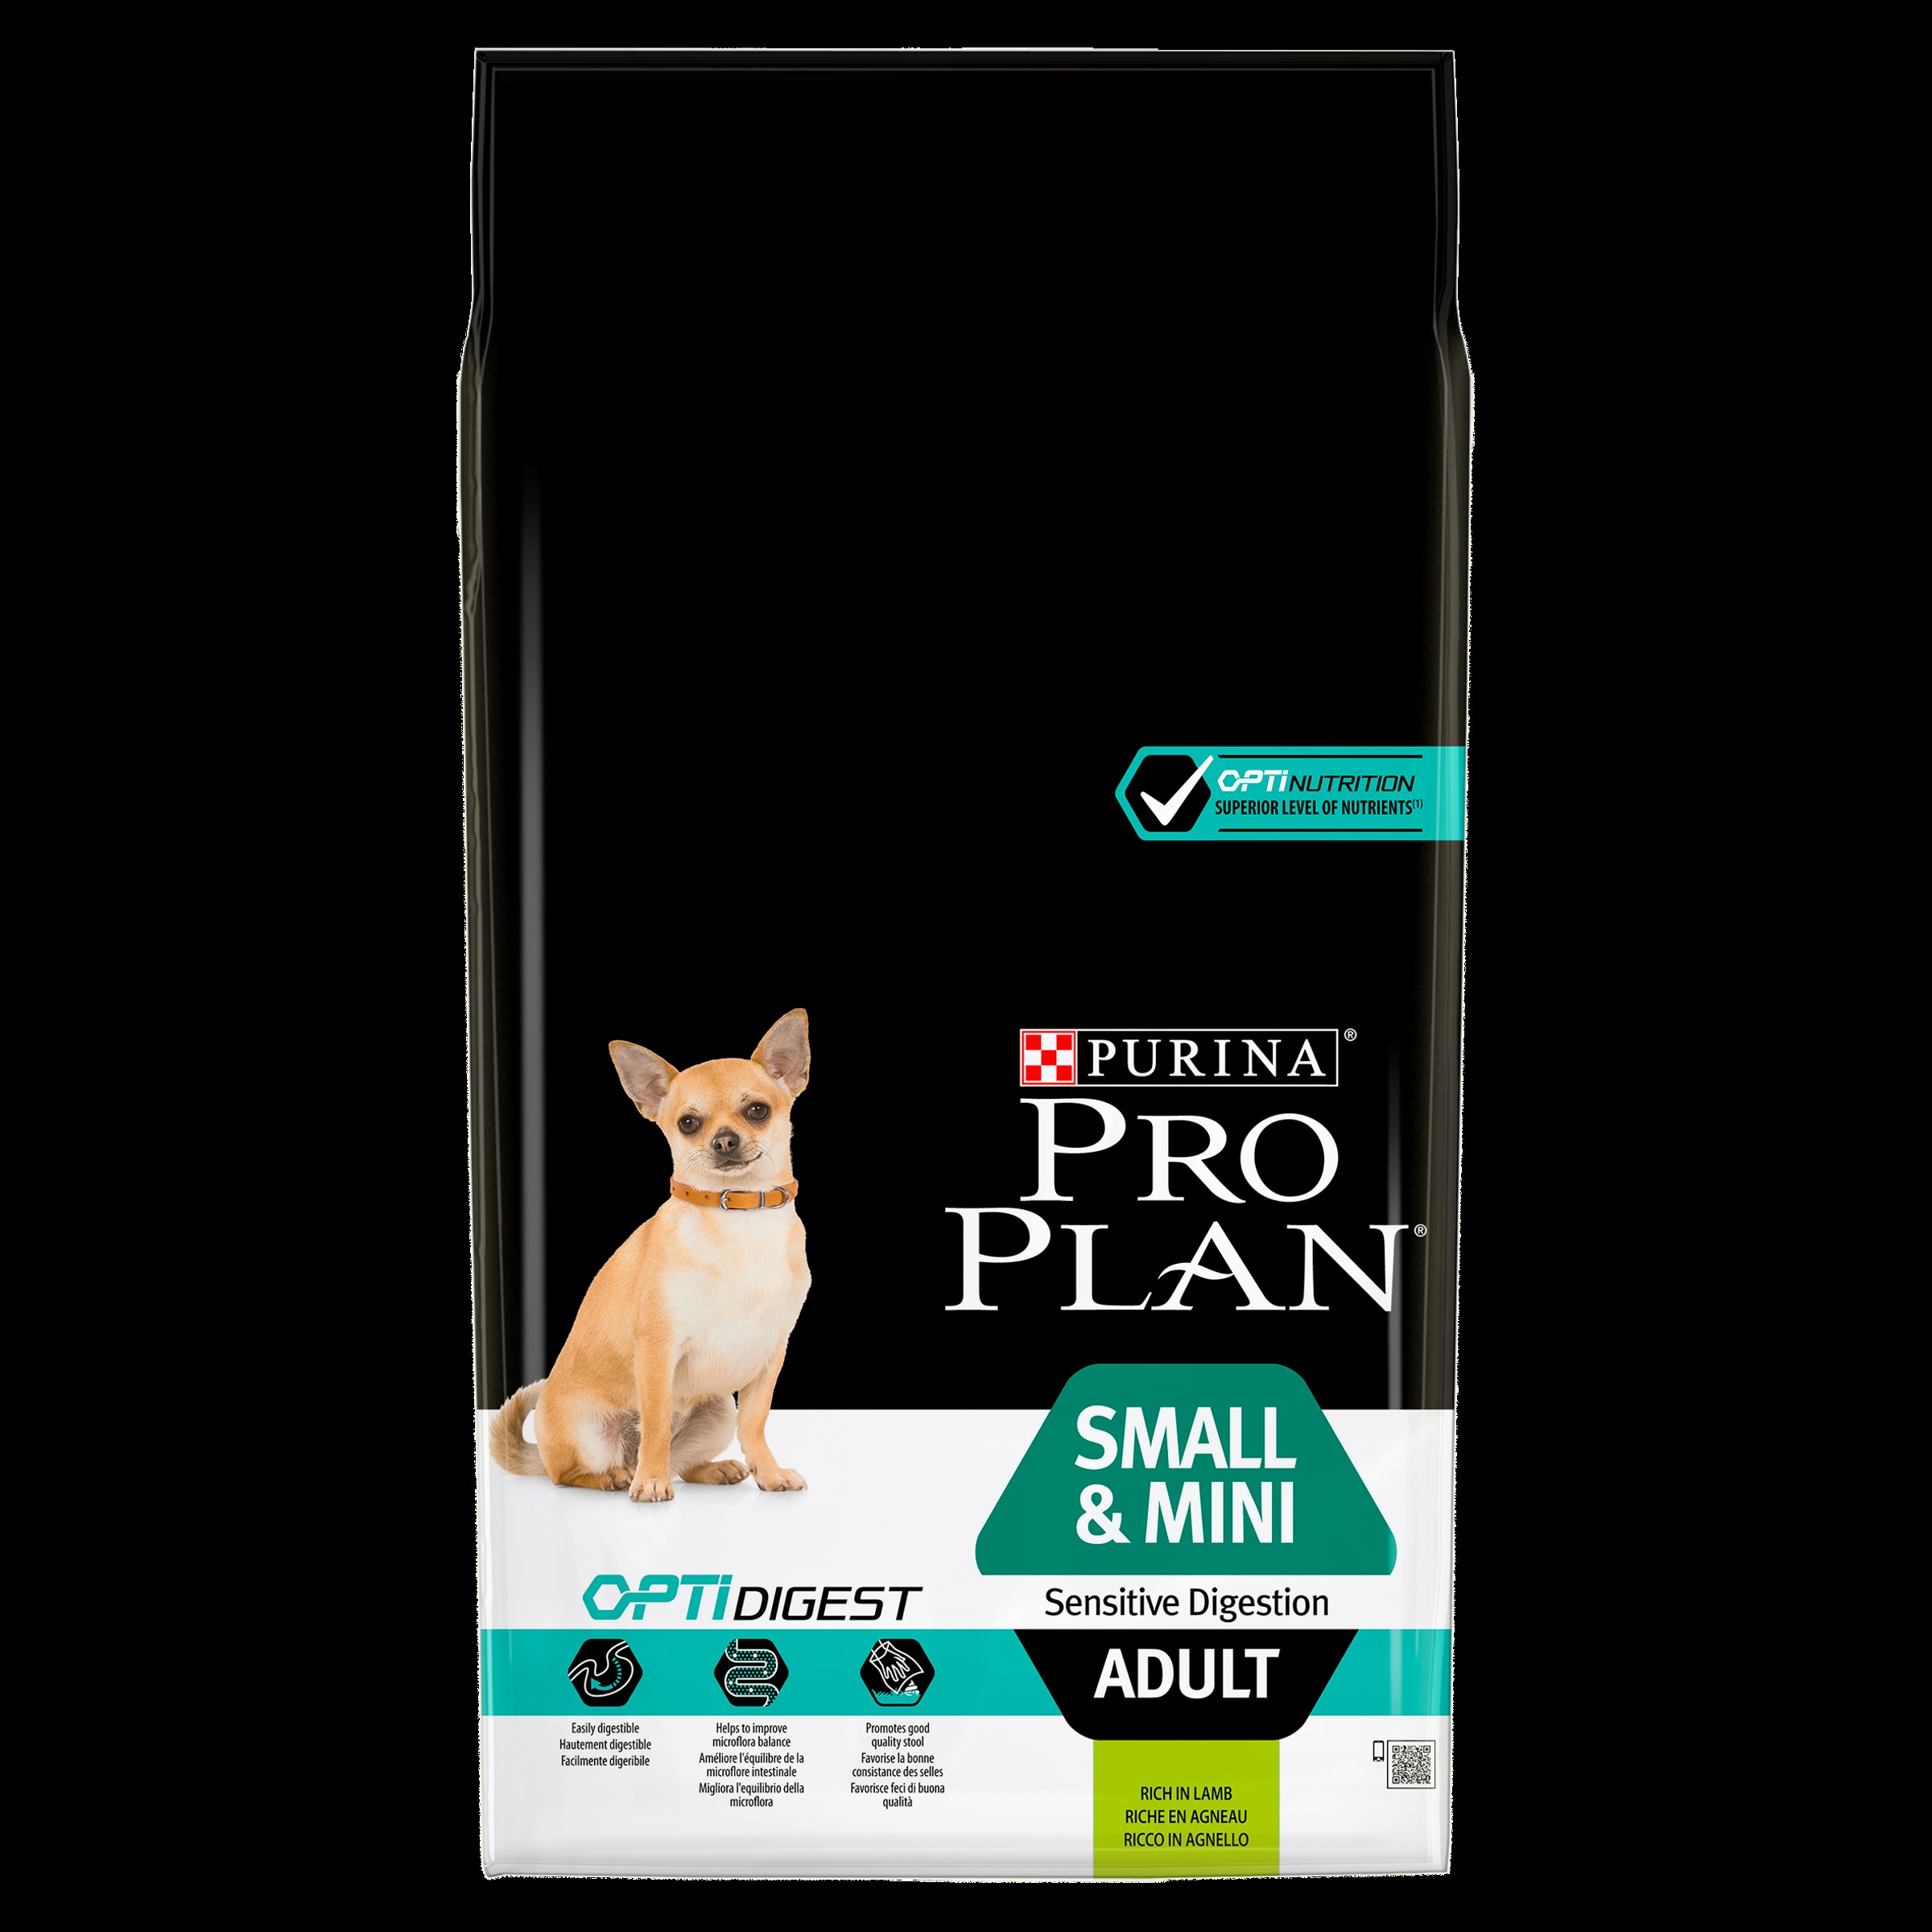 OPTINUTRITION
SUPERIOR LEVEL OF NUTRIENTS(1)
PURINA®
PRO
PLAN®
SMALL
& MINI
Sensitive Digestion
ADULT
OPTIDIGEST
Easily digestible
Hautement digestible
Facilmente digeribile
Helps to improve
microflora balance
Améliore l'équilibre de la
microflore intestinale
Migliora l'equilibrio della
microflora
Promotes good
quality stool
Favorise la bonne
consistance des selles
Favorisce feci di buona
qualità
RICH IN LAMB
RICHE EN AGNEAU
RICCO IN AGNELLO